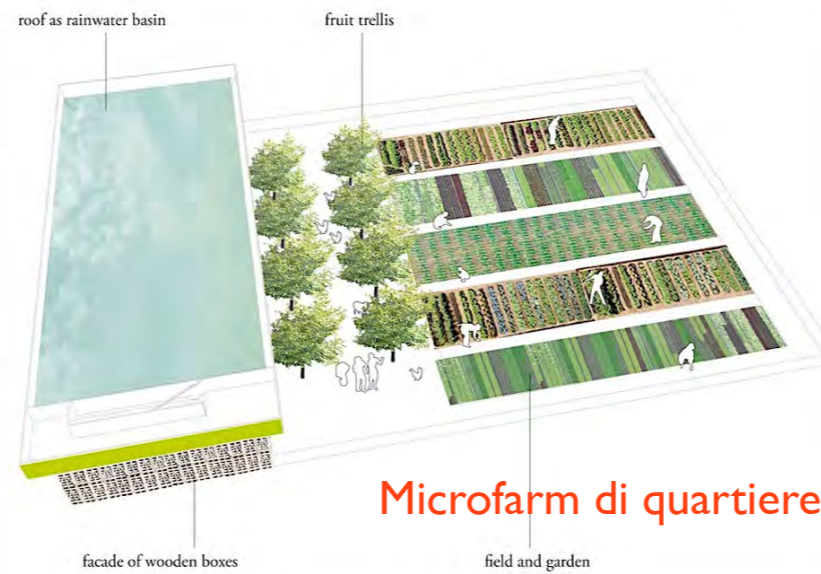 roof as rainwater basin
fruit trellis
Microfarm di quartiere
facade of wooden boxes
field and garden